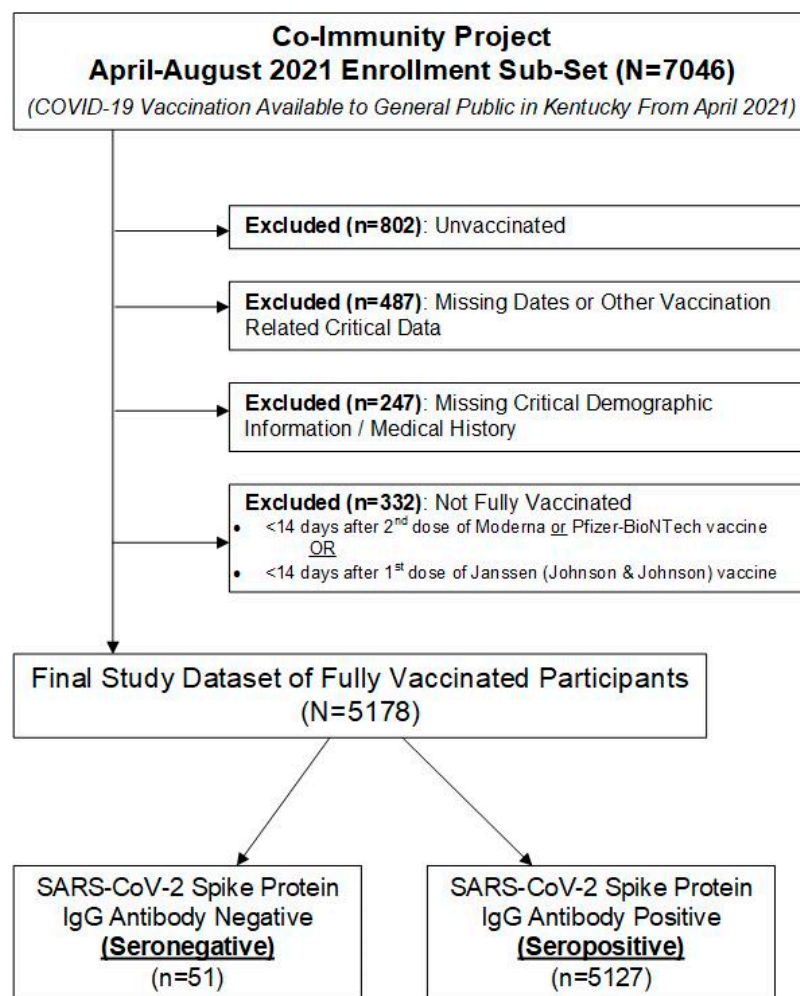 Co-Immunity Project
April-August 2021 Enrollment Sub-Set (N=7046)
(COVID-19 Vaccination Available to General Public in Kentucky From April 2021)
Excluded (n=802): Unvaccinated
Excluded (n=487): Missing Dates or Other Vaccination
Related Critical Data
Excluded (n=247): Missing Critical Demographic
Information / Medical History
Excluded (n=332): Not Fully Vaccinated
• <14 days after 2nd dose of Moderna or Pfizer-BioNTech vaccine
OR
• <14 days after 1st dose of Janssen (Johnson & Johnson) vaccine
Final Study Dataset of Fully Vaccinated Participants
(N=5178)
SARS-CoV-2 Spike Protein
IgG Antibody Negative
(Seronegative)
(n=51)
SARS-CoV-2 Spike Protein
IgG Antibody Positive
(Seropositive)
(n=5127)